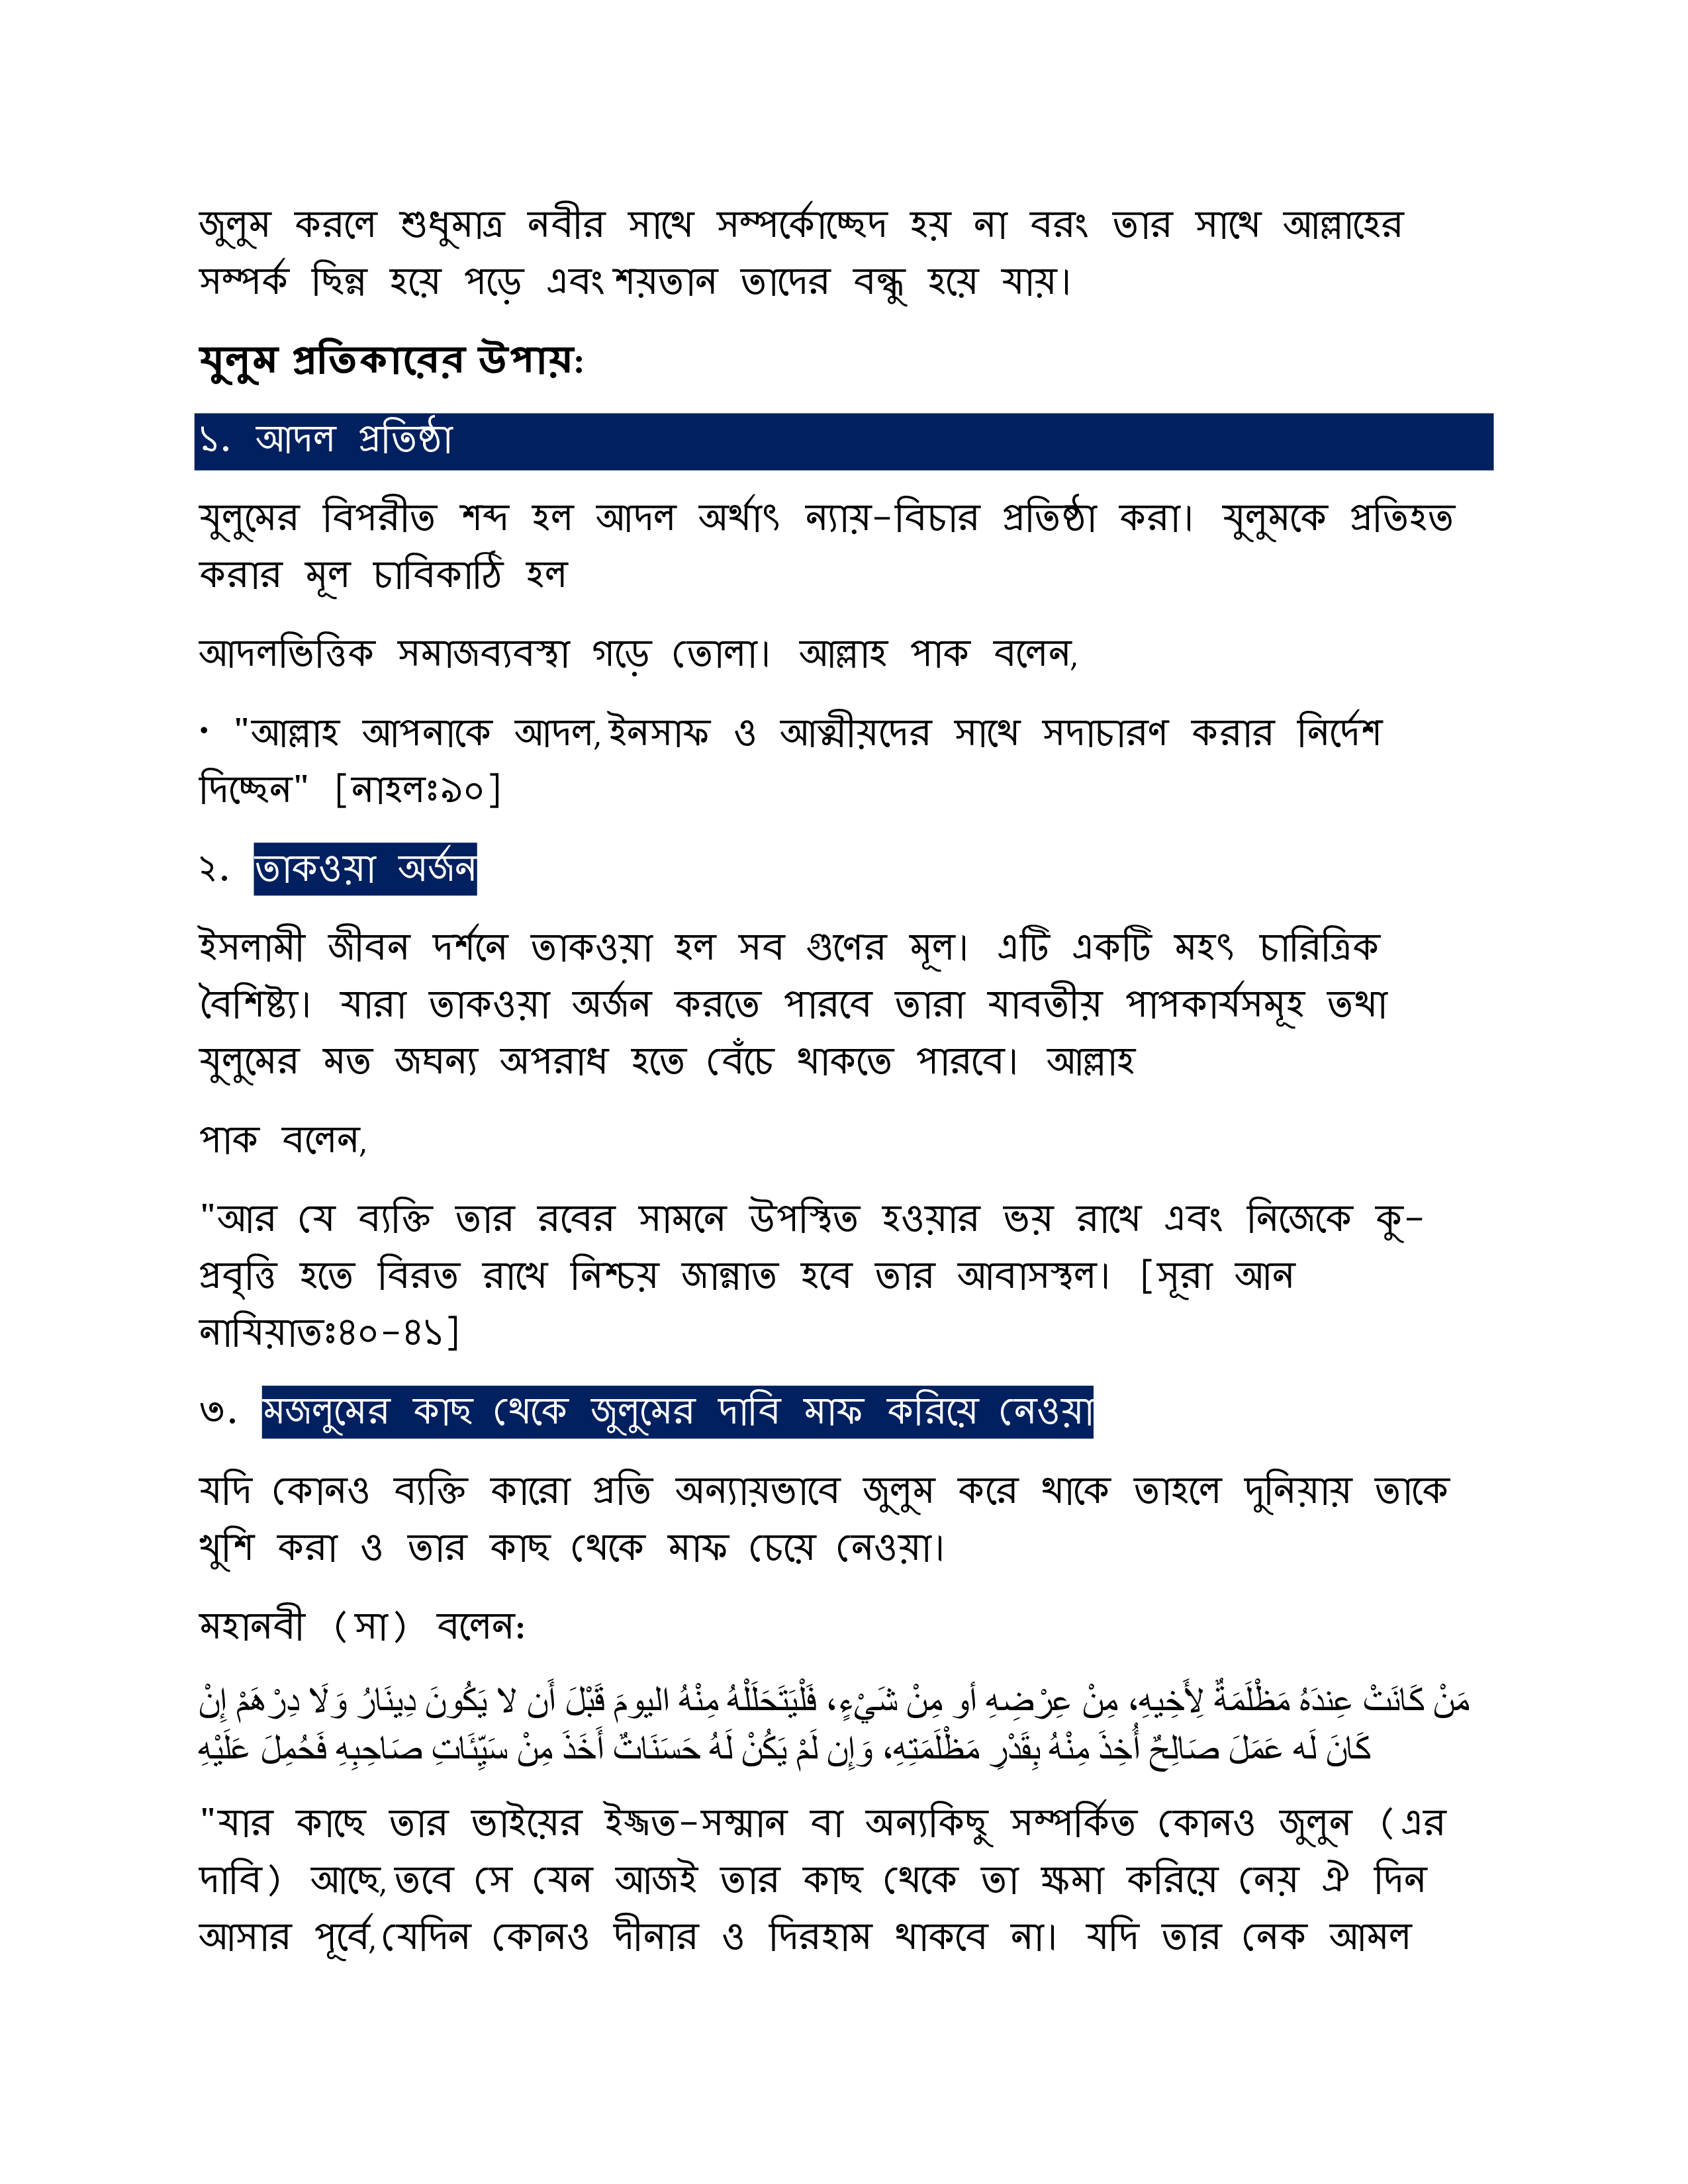 জুলুম করলে শুধুমাত্র নবীর সাথে সম্পর্কোচ্ছেদ হয় না বরং তার সাথে আল্লাহের
সম্পর্ক ছিন্ন হয়ে পড়ে এবং শয়তান তাদের বন্ধু হয়ে যায়।
যুলুম প্রতিকারের উপায়:
১. আদল প্রতিষ্ঠা
যুলুমের বিপরীত শব্দ হল আদল অর্থাৎ ন্যায়-বিচার প্রতিষ্ঠা করা। যুলুমকে প্রতিহত
করার মূল চাবিকাঠি হল
আদলভিত্তিক সমাজব্যবস্থা গড়ে তোলা। আল্লাহ পাক বলেন,
· "আল্লাহ আপনাকে আদল, ইনসাফ ও আত্মীয়দের সাথে সদাচারণ করার নির্দেশ
দিচ্ছেন" [নাহলঃ৯০]
২. তাকওয়া অর্জন
ইসলামী জীবন দর্শনে তাকওয়া হল সব গুণের মূল। এটি একটি মহৎ চারিত্রিক
বৈশিষ্ট্য। যারা তাকওয়া অর্জন করতে পারবে তারা যাবতীয় পাপকার্যসমূহ তথা
যুলুমের মত জঘন্য অপরাধ হতে বেঁচে থাকতে পারবে। আল্লাহ
পাক বলেন,
"আর যে ব্যক্তি তার রবের সামনে উপস্থিত হওয়ার ভয় রাখে এবং নিজেকে কু-
প্রবৃত্তি হতে বিরত রাখে নিশ্চয় জান্নাত হবে তার আবাসস্থল। [সূরা আন
নাযিয়াতঃ৪০-৪১]
৩. মজলুমের কাছ থেকে জুলুমের দাবি মাফ করিয়ে নেওয়া
যদি কোনও ব্যক্তি কারো প্রতি অন্যায়ভাবে জুলুম করে থাকে তাহলে দুনিয়ায় তাকে
খুশি করা ও তার কাছ থেকে মাফ চেয়ে নেওয়া।
মহানবী (সা) বলেন:
مَنْ كَانَتْ عِندَهُ مَظْلَمَةٌ لِأَخِيهِ، مِنْ عِرْضِهِ أو مِنْ شَيْءٍ، فَلْيَتَحَلَلْهُ مِنْهُ اليومَ قَبْلَ أَن لا يَكُونَ دِينَارُ وَلَا دِرْهَمْ إِنْ
كَانَ لَه عَمَلَ صَالِحٌ أُخِذَ مِنْهُ بِقَدْرِ مَظْلَمَتِهِ، وَإِن لَمْ يَكُنْ لَهُ حَسَنَاتٌ أَخَذَ مِنْ سَيِّئَاتِ صَاحِبِهِ فَحُمِلَ عَلَيْهِ
"যার কাছে তার ভাইয়ের ইজ্জত-সম্মান বা অন্যকিছু সম্পর্কিত কোনও জুলুন (এর
দাবি) আছে, তবে সে যেন আজই তার কাছ থেকে তা ক্ষমা করিয়ে নেয় ঐ দিন
আসার পূর্বে, যেদিন কোনও দীনার ও দিরহাম থাকবে না। যদি তার নেক আমল